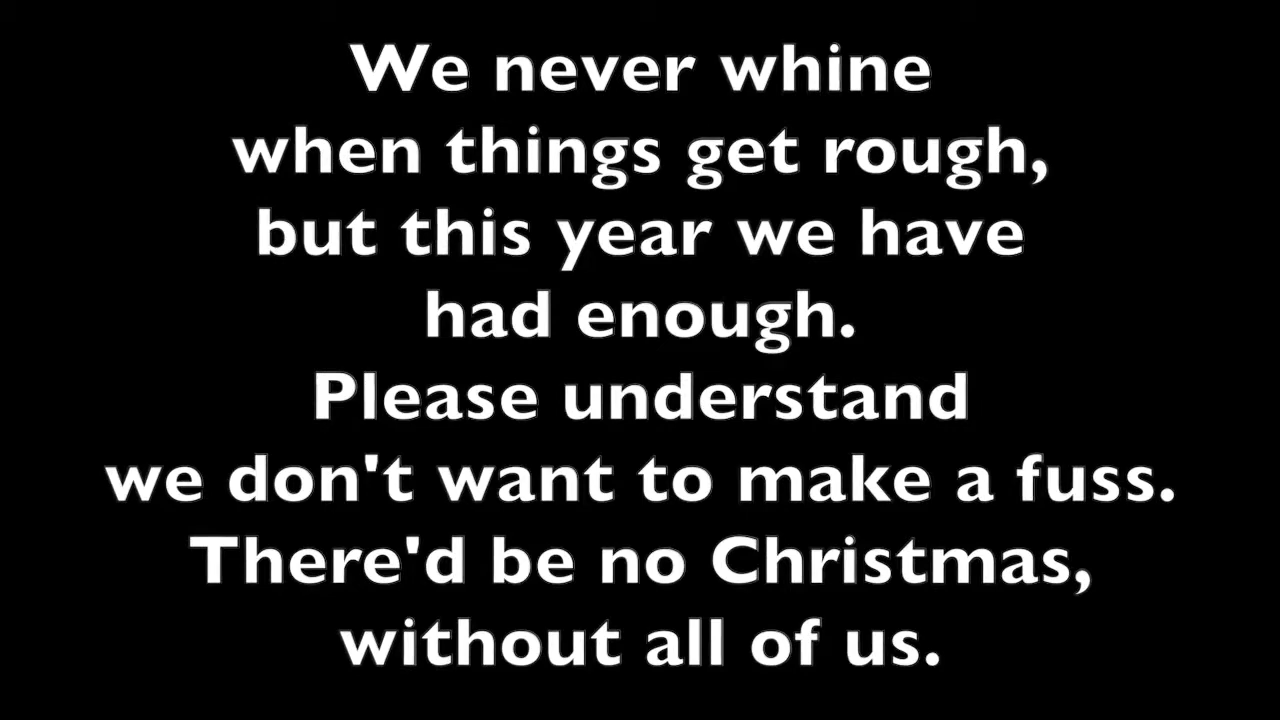 We never whine
when things get rough,
but this year we have
had enough.
Please understand
we don't want to make a fuss.
There'd be no Christmas,
without all of us.